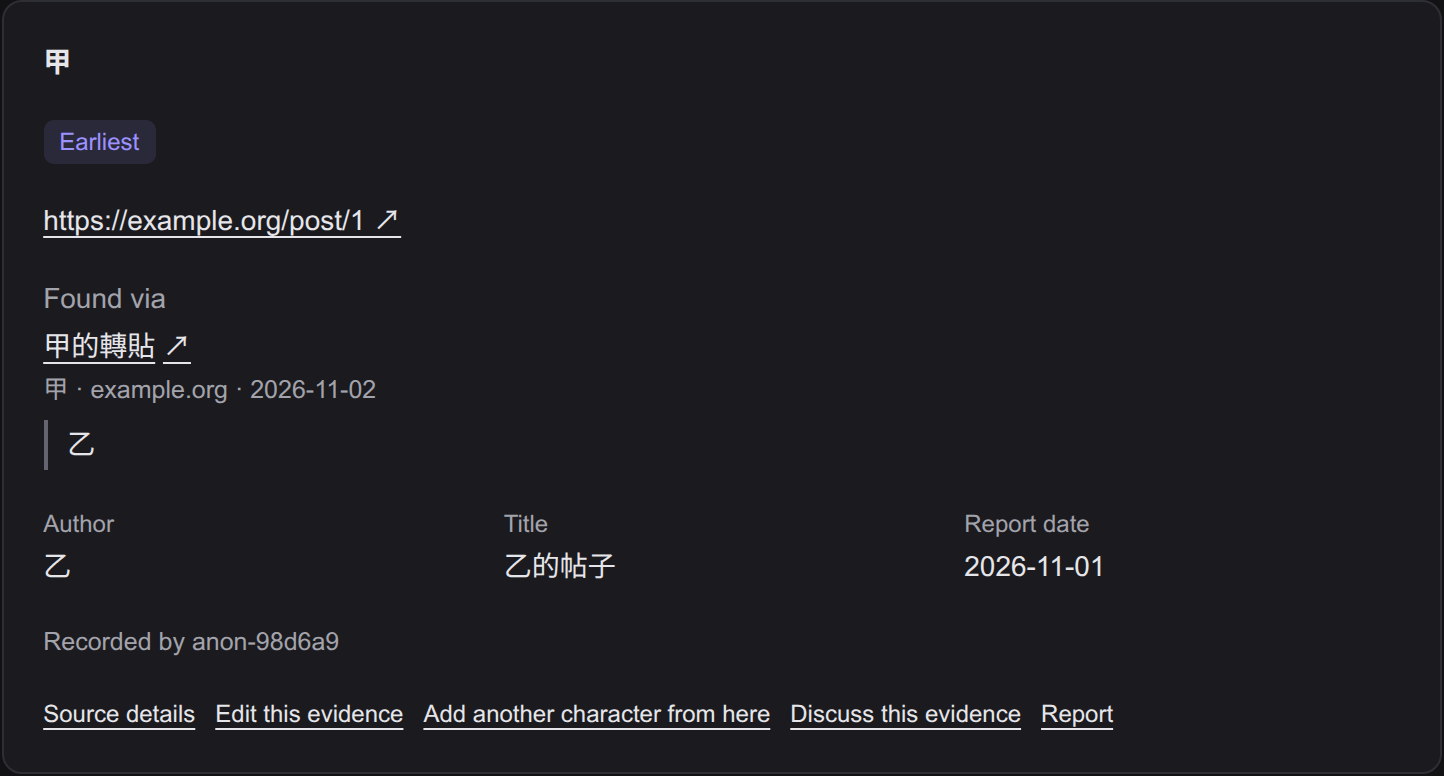 甲
Earliest
https://example.org/post/1 ↗
Found via
甲的轉貼 ↗
甲 · example.org · 2026-11-02
乙
Author
乙
Title
乙的帖子
Report date
2026-11-01
Recorded by anon-98d6a9
Source details Edit this evidence Add another character from here Discuss this evidence Report